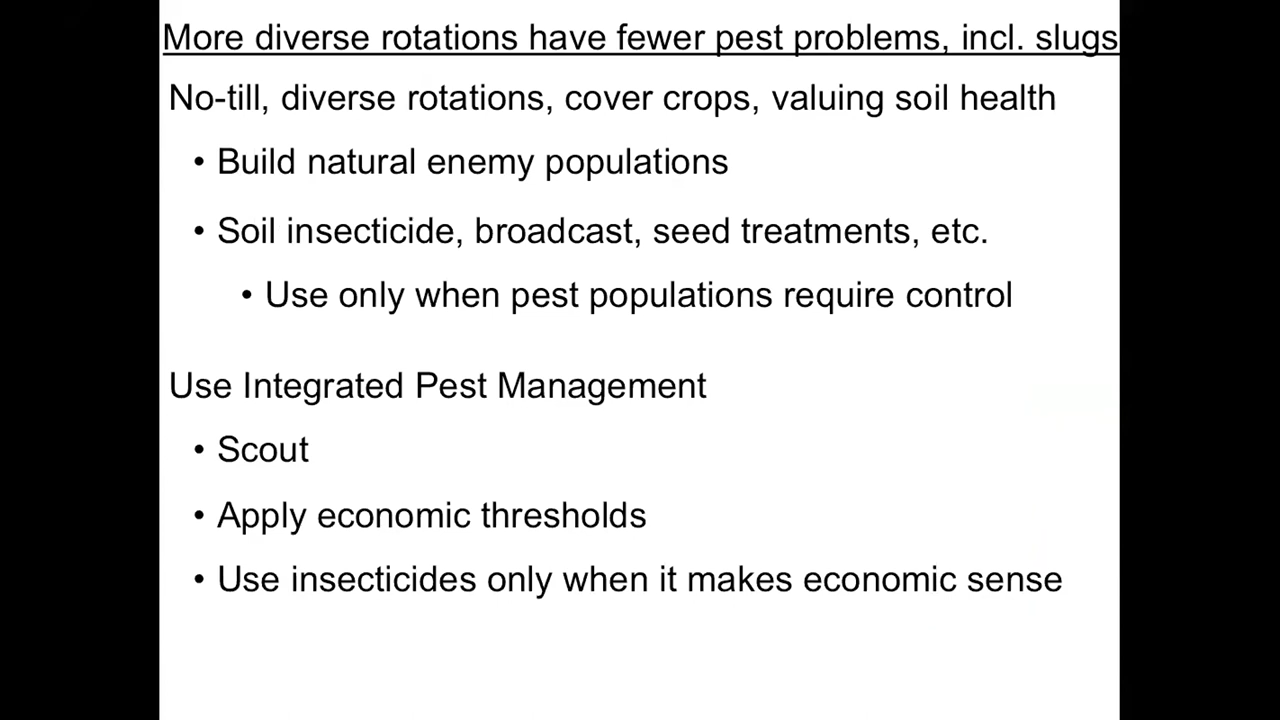 More diverse rotations have fewer pest problems, incl. slugs
No-till, diverse rotations, cover crops, valuing soil health
• Build natural enemy populations
• Soil insecticide, broadcast, seed treatments, etc.
• Use only when pest populations require control
Use Integrated Pest Management
• Scout
• Apply economic thresholds
• Use insecticides only when it makes economic sense